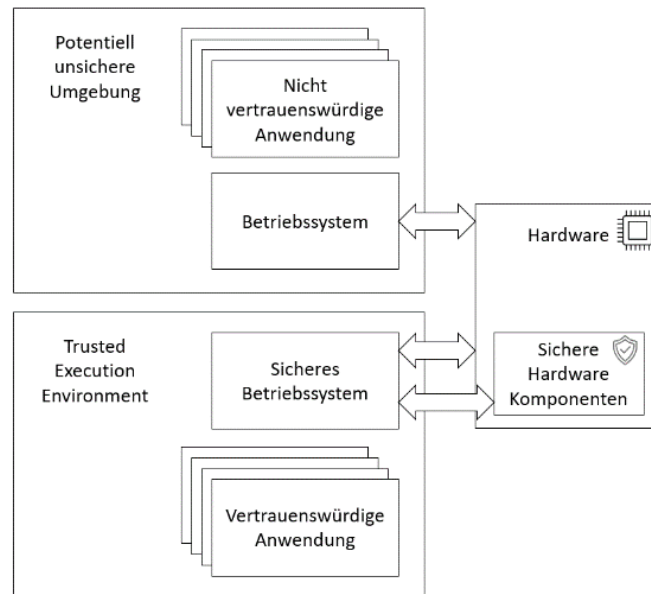 Potentiell
unsichere
Umgebung
Nicht
vertrauenswürdige
Anwendung
Betriebssystem
Hardware
Trusted
Execution
Environment
Sicheres
Betriebssystem
Sichere
Hardware
Komponenten
Vertrauenswürdige
Anwendung